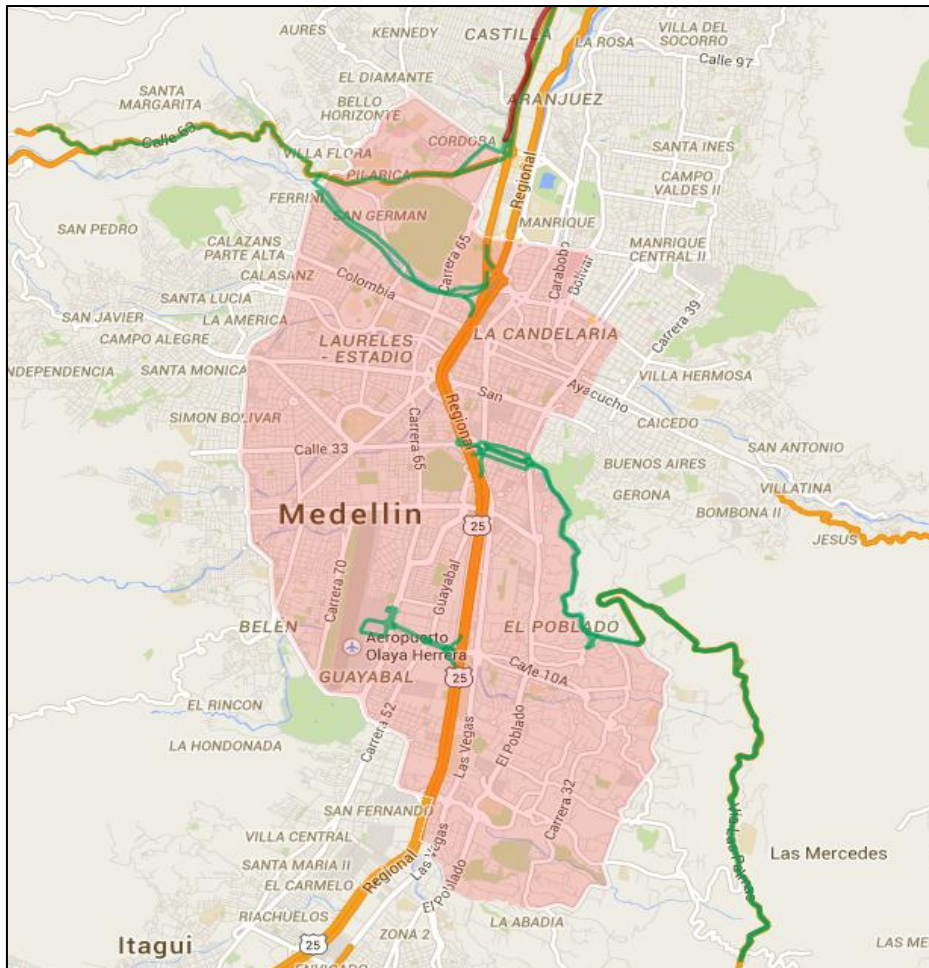 AURES
KENNEDY
CASTILLA
LA ROSA
VILLA DEL
SOCORRO
Calle 97
EL DIAMANTE
SANTA
MARGARITA
BELLO
HORIZONTE
ARANJUEZ
Calle 63
CORDOBA
VILLA FLORA
SANTA INES
PILARICA
Regional
CAMPO
VALDES II
FERRINI
SAN GERMAN
MANRIQUE
SAN PEDRO
CALAZANS
PARTE ALTA
Carrera 65
Carabobo
Bolivar
MANRIQUE
CENTRAL II
CALASANZ
Colombia
SANTA LUCIA
SAN JAVIER
LA AMERICA
LA CANDELARIA
Carrera 39
CAMPO ALEGRE
LAURELES
- ESTADIO
INDEPENDENCIA
SANTA MONICA
San
Ayacucho
VILLA HERMOSA
Regional
SIMON BOLIVAR
Carrera 65
CAICEDO
Calle 33
SAN ANTONIO
BUENOS AIRES
VILLATINA
GERONA
BOMBONA II
Medellin
25
JESUS
Carrera 70
Guayabal
BELÉN
EL POBLADO
Aeropuerto
Olaya Herrera
GUAYABAL
25
Calle 10A
EL RINCON
Carrera 52
Las Vegas
El Poblado
LA HONDONADA
Carrera 32
SAN FERNANDO
VILLA CENTRAL
Las Vegas
Vía Las Palmas
Las Mercedes
SANTA MARIA II
Regional
EL CARMELO
El Poblado
RIACHUELOS
LA ABADIA
Itagui
25
ZONA 2
LAS ME
ENVIGADO